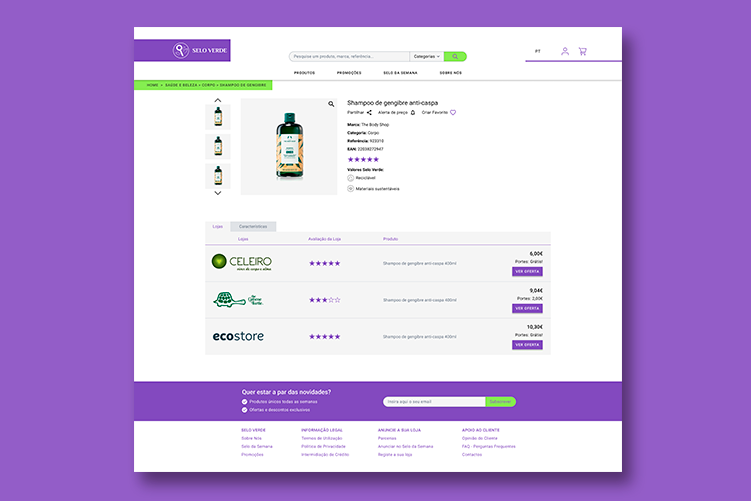 SELO VERDE
Pesquise um produto, marca, referência...
Categorias
PT
PRODUTOS
PROMOÇÕES
SELO DA SEMANA
SOBRE NÓS
HOME > SAÚDE E BELEZA > CORPO > SHAMPOO DE GENGIBRE
Shampoo de gengibre anti-caspa
Partilhar
Alerta de preço
Criar Favorito
Marca: The Body Shop
Categoria: Corpo
Referência: 923310
EAN: 32038272947
Valores Selo Verde:
Reciclável
Materiais sustentáveis
Lojas
Características
Lojas
Avaliação da Loja
Produto
CELEIRO
Shampoo de gengibre anti-caspa 400ml
6,00€
Portes: Grátis!
VER OFERTA
Shampoo de gengibre anti-caspa 400ml
9,04€
Portes: 2,00€
VER OFERTA
ecostore
Shampoo de gengibre anti-caspa 400ml
10,30€
Portes: Grátis!
VER OFERTA
Quer estar a par das novidades?
Produtos únicos todas as semanas
Ofertas e descontos exclusivos
Insira aqui o seu email
Subscrever
SELO VERDE
Sobre Nós
Selo da Semana
Promoções
INFORMAÇÃO LEGAL
Termos de Utilização
Política de Privacidade
Intermediação de Crédito
ANUNCIE A SUA LOJA
Parceiros
Anunciar no Selo da Semana
Registe a sua loja
APOIO AO CLIENTE
Opinião do Cliente
FAQ - Perguntas Frequentes
Contactos